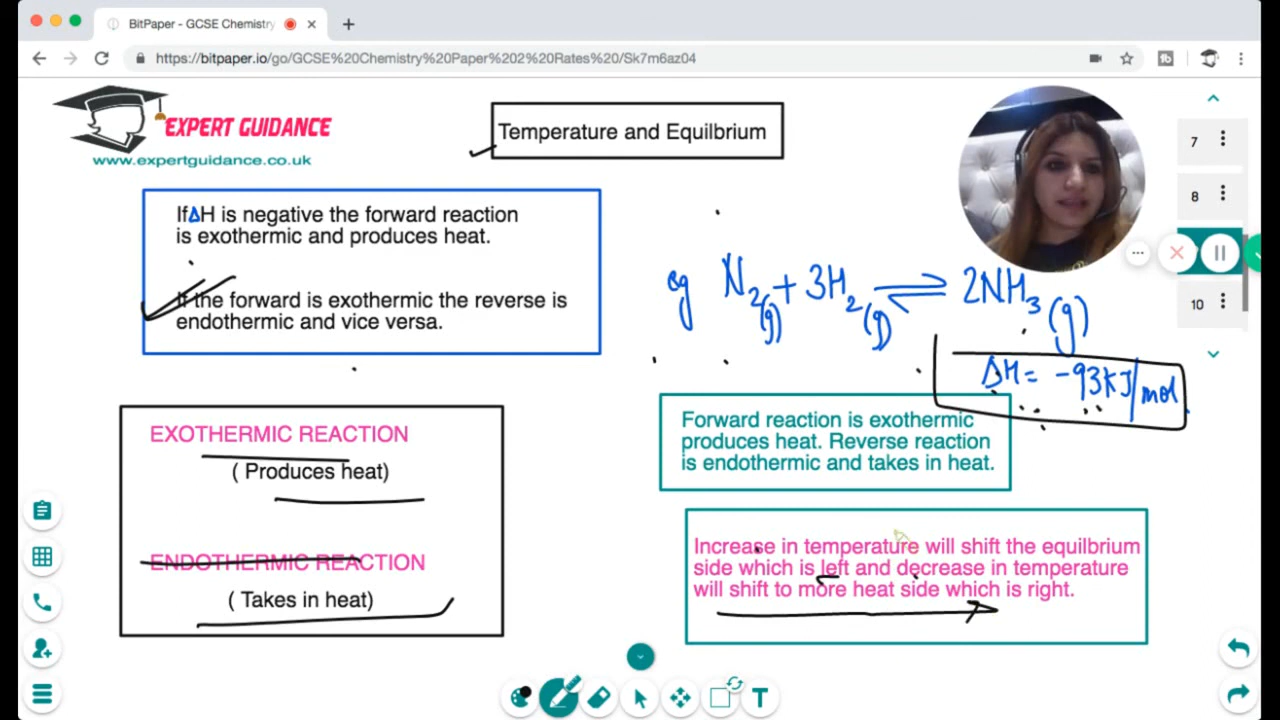 BitPaper - GCSE Chemistry
https://bitpaper.io/go/GCSE%20Chemistry%20Paper%202%20Rates%20/Sk7m6az04
EXPERT GUIDANCE
www.expertguidance.co.uk
Temperature and Equilbrium
7
8
10
If ΔH is negative the forward reaction
is exothermic and produces heat.
If the forward is exothermic the reverse is
endothermic and vice versa.
eg N₂(g) + 3H₂(g) ⇌ 2NH₃(g)
ΔH = -93KJ/mol
EXOTHERMIC REACTION
( Produces heat)
ENDOTHERMIC REACTION
( Takes in heat)
Forward reaction is exothermic
produces heat. Reverse reaction
is endothermic and takes in heat.
Increase in temperature will shift the equilbrium
side which is left and decrease in temperature
will shift to more heat side which is right.
T